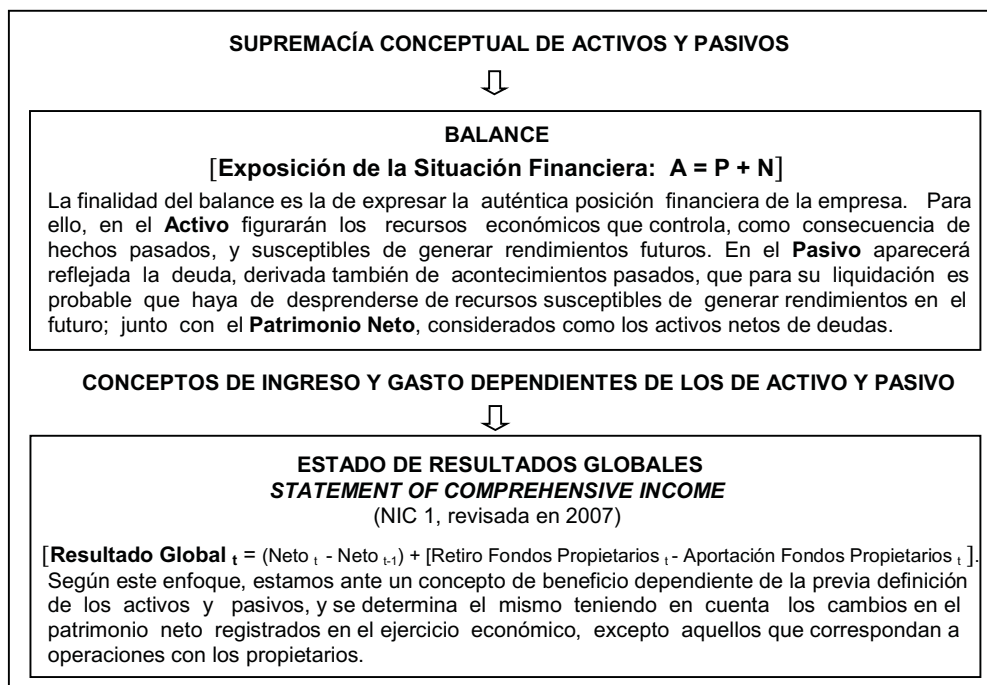 SUPREMACÍA CONCEPTUAL DE ACTIVOS Y PASIVOS
BALANCE
[Exposición de la Situación Financiera: A = P + N]
La finalidad del balance es la de expresar la auténtica posición financiera de la empresa. Para
ello, en el Activo figurarán los recursos económicos que controla, como consecuencia de
hechos pasados, y susceptibles de generar rendimientos futuros. En el Pasivo aparecerá
reflejada la deuda, derivada también de acontecimientos pasados, que para su liquidación es
probable que haya de desprenderse de recursos susceptibles de generar rendimientos en el
futuro; junto con el Patrimonio Neto, considerados como los activos netos de deudas.
CONCEPTOS DE INGRESO Y GASTO DEPENDIENTES DE LOS DE ACTIVO Y PASIVO
ESTADO DE RESULTADOS GLOBALES
STATEMENT OF COMPREHENSIVE INCOME
(NIC 1, revisada en 2007)
[Resultado Global t = (Neto t - Neto t-1) + [Retiro Fondos Propietarios t - Aportación Fondos Propietarios t ].
Según este enfoque, estamos ante un concepto de beneficio dependiente de la previa definición
de los activos y pasivos, y se determina el mismo teniendo en cuenta los cambios en el
patrimonio neto registrados en el ejercicio económico, excepto aquellos que correspondan a
operaciones con los propietarios.